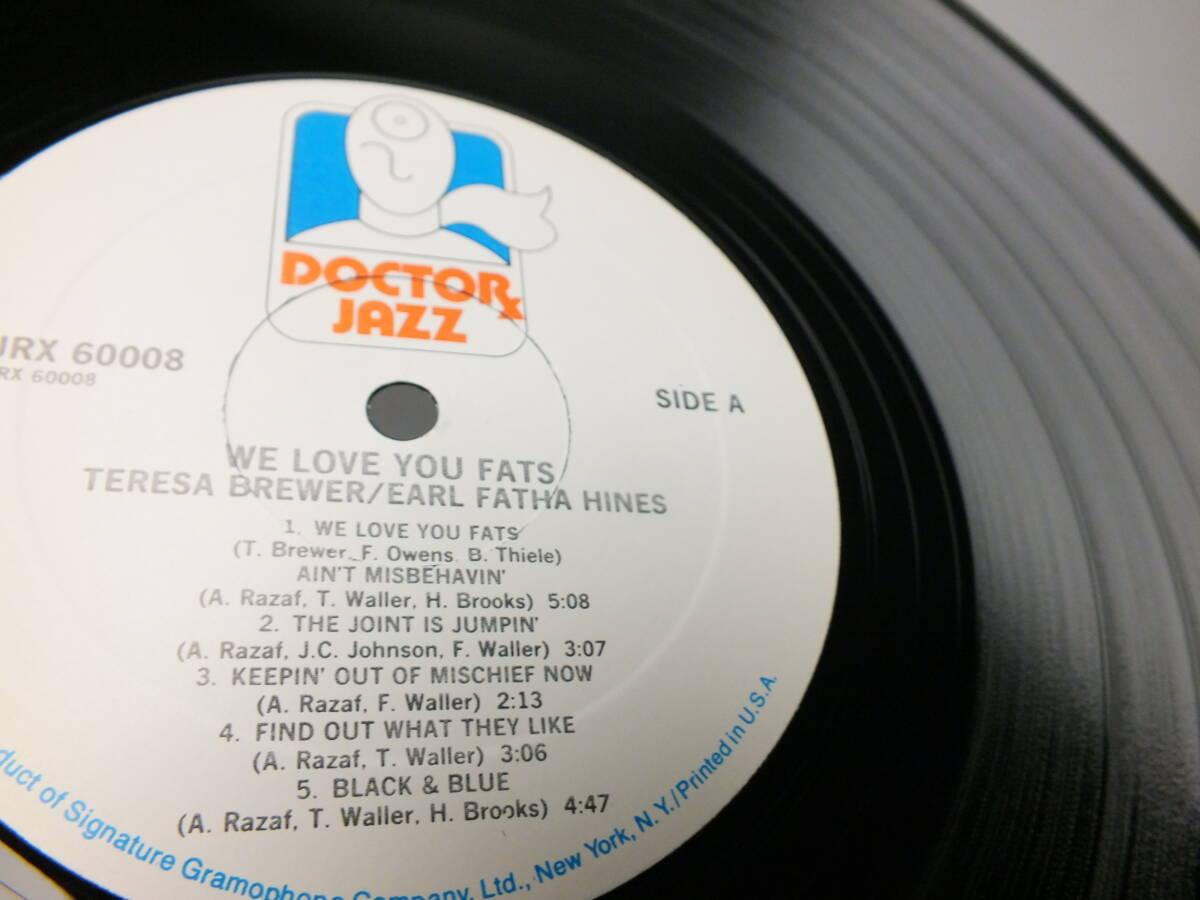 DOCTOR
JAZZ
JRX 60008
RX 60008
SIDE A
WE LOVE YOU FATS
TERESA BREWER/EARL FATHA HINES
1. WE LOVE YOU FATS
(T. Brewer, F. Owens, B. Thiele)
AIN'T MISBEHAVIN'
(A. Razaf, T. Waller, H. Brooks) 5:08
2. THE JOINT IS JUMPIN'
(A. Razaf, J.C. Johnson, F. Waller) 3:07
3. KEEPIN' OUT OF MISCHIEF NOW
(A. Razaf, F. Waller) 2:13
4. FIND OUT WHAT THEY LIKE
(A. Razaf, T. Waller) 3:06
5. BLACK & BLUE
(A. Razaf, T. Waller, H. Brooks) 4:47
duct of Signature Gramophone Company, Ltd., New York, N.Y./Printed in U.S.A.